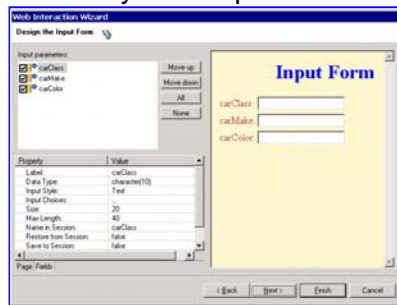 Web Interaction Wizard
Design the Input Form
Input parameters:
carClass
carMake
carColor
Move up
Move down
All
None
Property Value
Label: carClass
Data Type: character(10)
Input Style: Text
Input Choices: ...
Size: 20
Max Length: 40
Name in Session: carClass
Restore from Session: false
Save to Session: false
Page Fields
Input Form
carClass:
carMake:
carColor:
< Back
Next >
Finish
Cancel